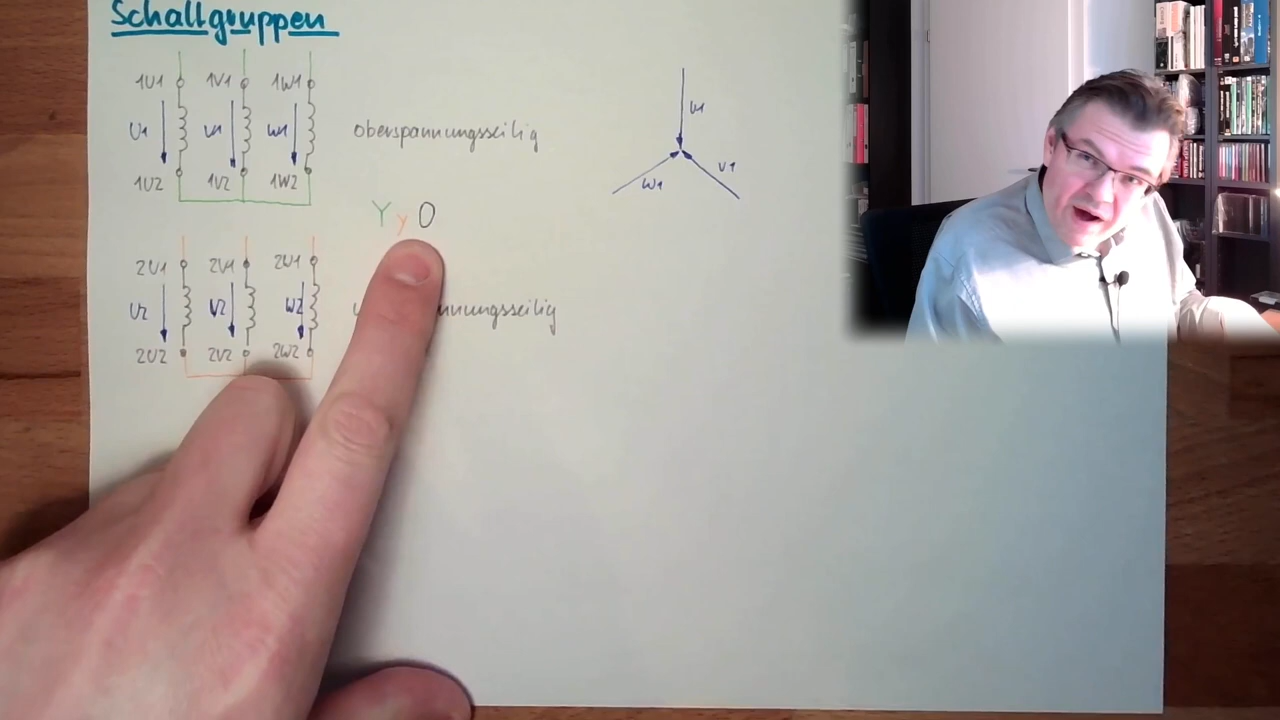 Schaltgruppen
1U1 1V1 1W1
U1 V1 W1 oberspannungsseitig
1U2 1V2 1W2
Y y 0
2U1 2V1 2W1
U2 V2 W2
2U2 2V2 2W2
U1
W1 V1